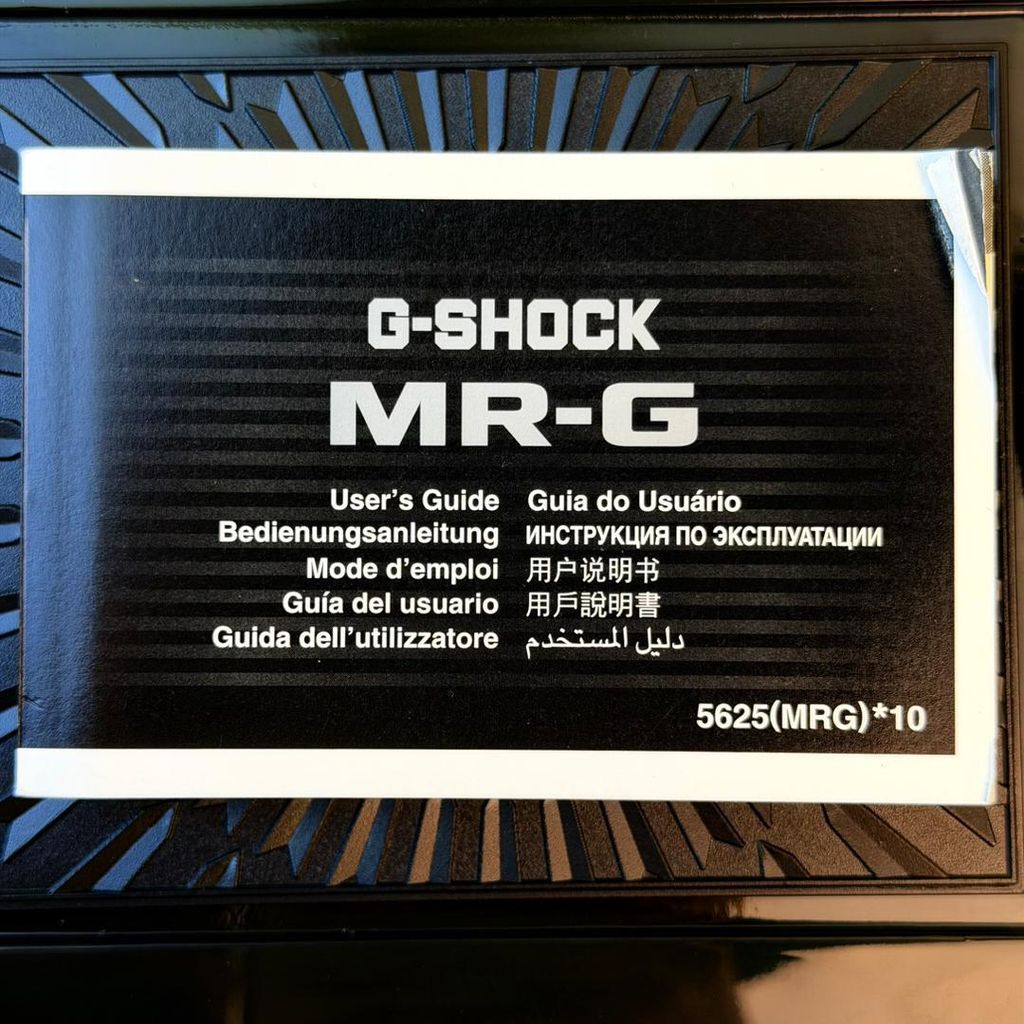 G-SHOCK
MR-G
User's Guide
Bedienungsanleitung
Mode d'emploi
Guía del usuario
Guida dell'utilizzatore
Guia do Usuário
ИНСТРУКЦИЯ ПО ЭКСПЛУАТАЦИИ
用户说明书
用戶說明書
دليل المستخدم
5625(MRG)*10